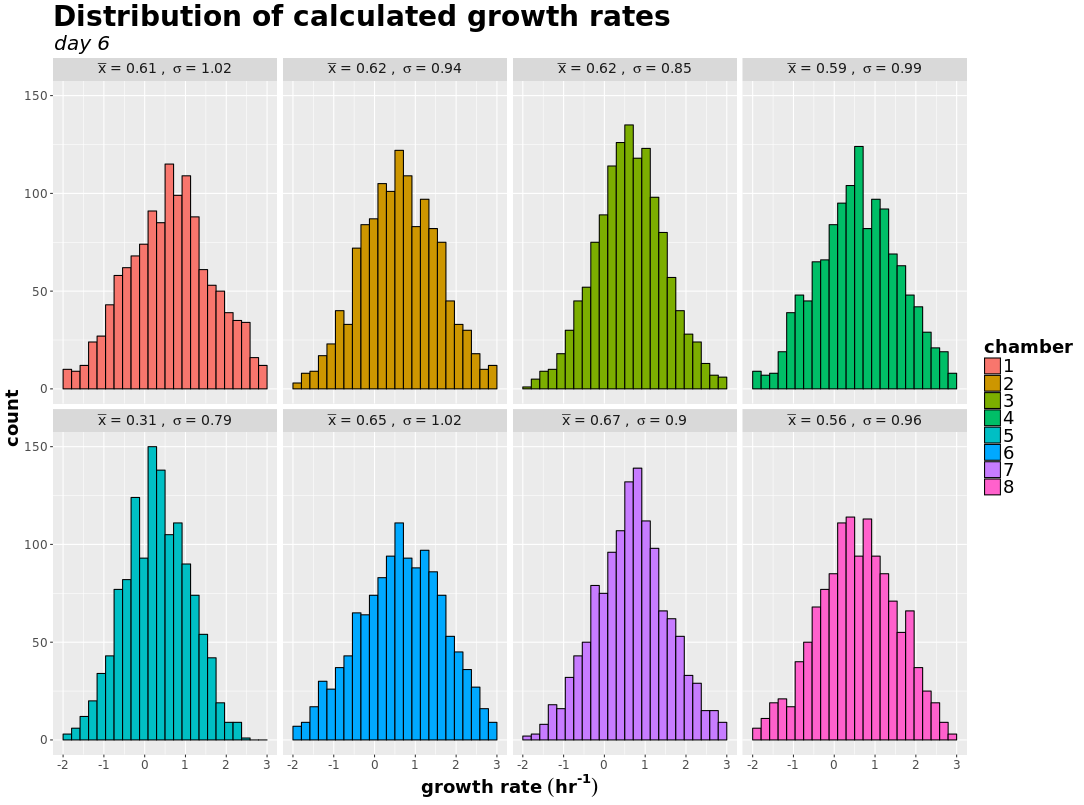 Distribution of calculated growth rates
day 6
x̅ = 0.61 , σ = 1.02
x̅ = 0.62 , σ = 0.94
x̅ = 0.62 , σ = 0.85
x̅ = 0.59 , σ = 0.99
150
100
50
0
x̅ = 0.31 , σ = 0.79
x̅ = 0.65 , σ = 1.02
x̅ = 0.67 , σ = 0.9
x̅ = 0.56 , σ = 0.96
150
100
50
0
-2 -1 0 1 2 3
-2 -1 0 1 2 3
-2 -1 0 1 2 3
-2 -1 0 1 2 3
growth rate (hr⁻¹)
count
chamber
1
2
3
4
5
6
7
8